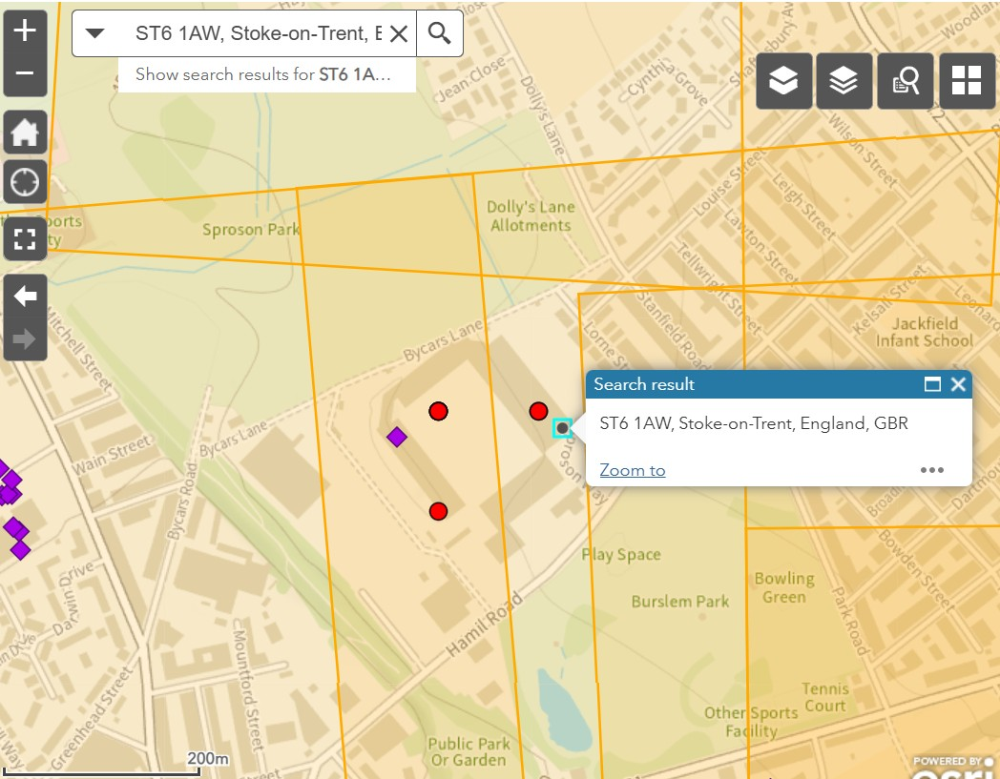 ST6 1AW, Stoke-on-Trent, E
Show search results for ST6 1A...
Jean Close
Dolly's Lane
Cynthia Grove
Woodland
Wilson Street
Louise Street
Leigh Street
Lawton Street
Tellwright Street
Dolly's Lane
Allotments
Sproson Park
Mitchell Street
Bycars Lane
Lorne Street
Stanfield Road
Kelsall Street
Jackfield
Infant School
Search result
ST6 1AW, Stoke-on-Trent, England, GBR
Zoom to
Bycars Lane
Wain Street
Bycars Road
Play Space
Burslem Park
Bowling
Green
Bowden Street
Park Road
Hamil Road
Drive
Mountford Street
Greenhead Street
Tennis
Court
Other Sports
Facility
Public Park
Or Garden
200m
POWERED BY
esri